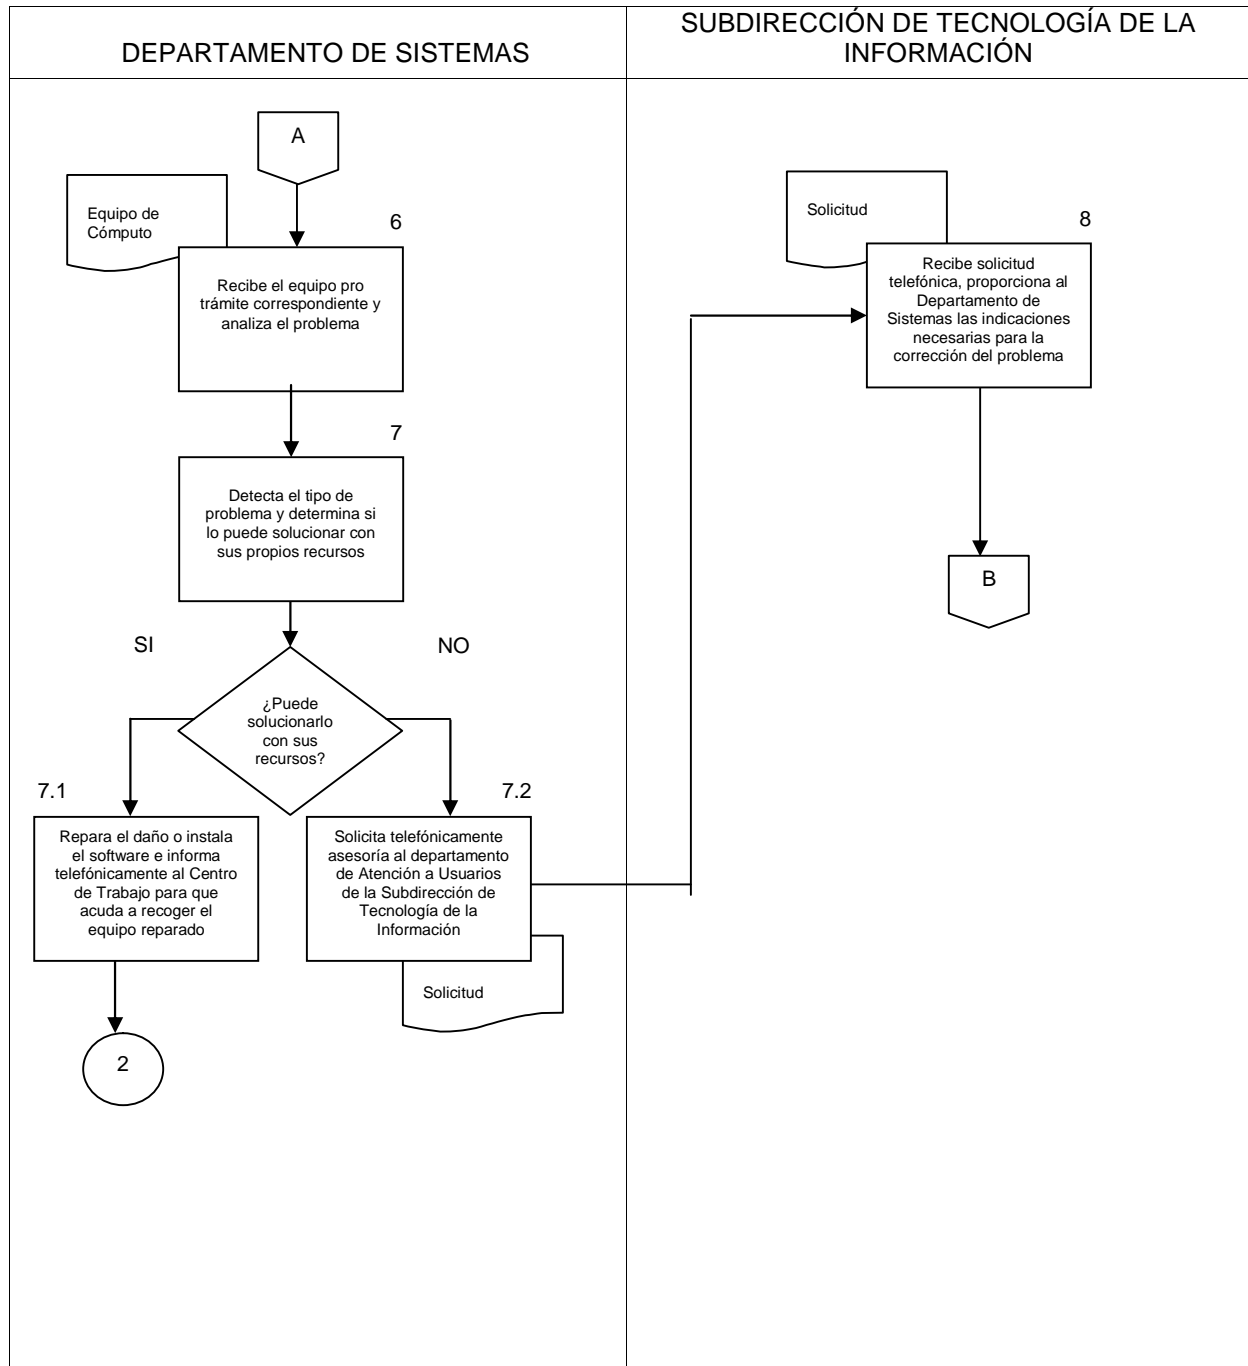 DEPARTAMENTO DE SISTEMAS
SUBDIRECCIÓN DE TECNOLOGÍA DE LA
INFORMACIÓN
A
Equipo de
Cómputo
6
Recibe el equipo pro
trámite correspondiente y
analiza el problema
7
Detecta el tipo de
problema y determina si
lo puede solucionar con
sus propios recursos
SI
NO
¿Puede
solucionarlo
con sus
recursos?
7.1
Repara el daño o instala
el software e informa
telefónicamente al Centro
de Trabajo para que
acuda a recoger el
equipo reparado
2
7.2
Solicita telefónicamente
asesoría al departamento
de Atención a Usuarios
de la Subdirección de
Tecnología de la
Información
Solicitud
Solicitud
8
Recibe solicitud
telefónica, proporciona al
Departamento de
Sistemas las indicaciones
necesarias para la
corrección del problema
B